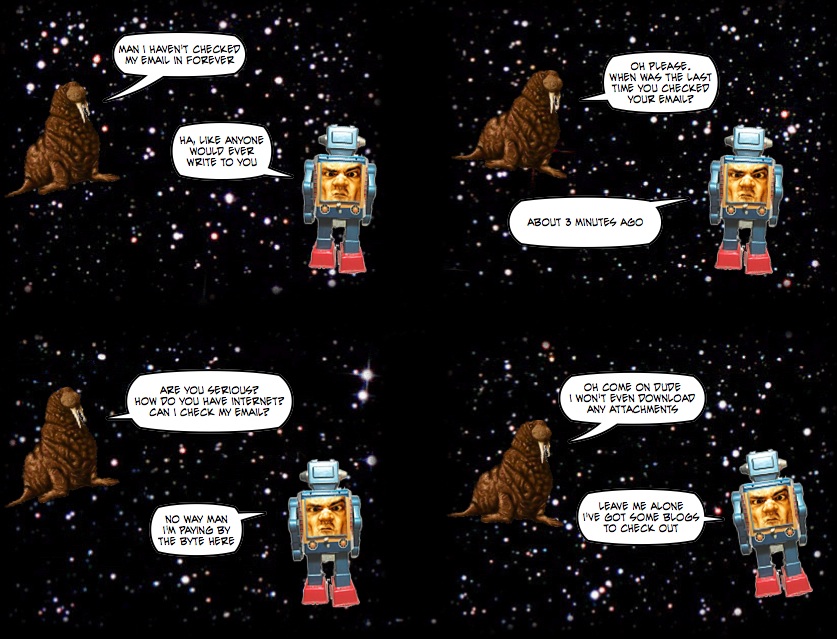 MAN I HAVEN'T CHECKED
MY EMAIL IN FOREVER
HA, LIKE ANYONE
WOULD EVER
WRITE TO YOU
OH PLEASE.
WHEN WAS THE LAST
TIME YOU CHECKED
YOUR EMAIL?
ABOUT 3 MINUTES AGO
ARE YOU SERIOUS?
HOW DO YOU HAVE INTERNET?
CAN I CHECK MY EMAIL?
NO WAY MAN
I'M PAYING BY
THE BYTE HERE
OH COME ON DUDE
I WON'T EVEN DOWNLOAD
ANY ATTACHMENTS
LEAVE ME ALONE
I'VE GOT SOME BLOGS
TO CHECK OUT